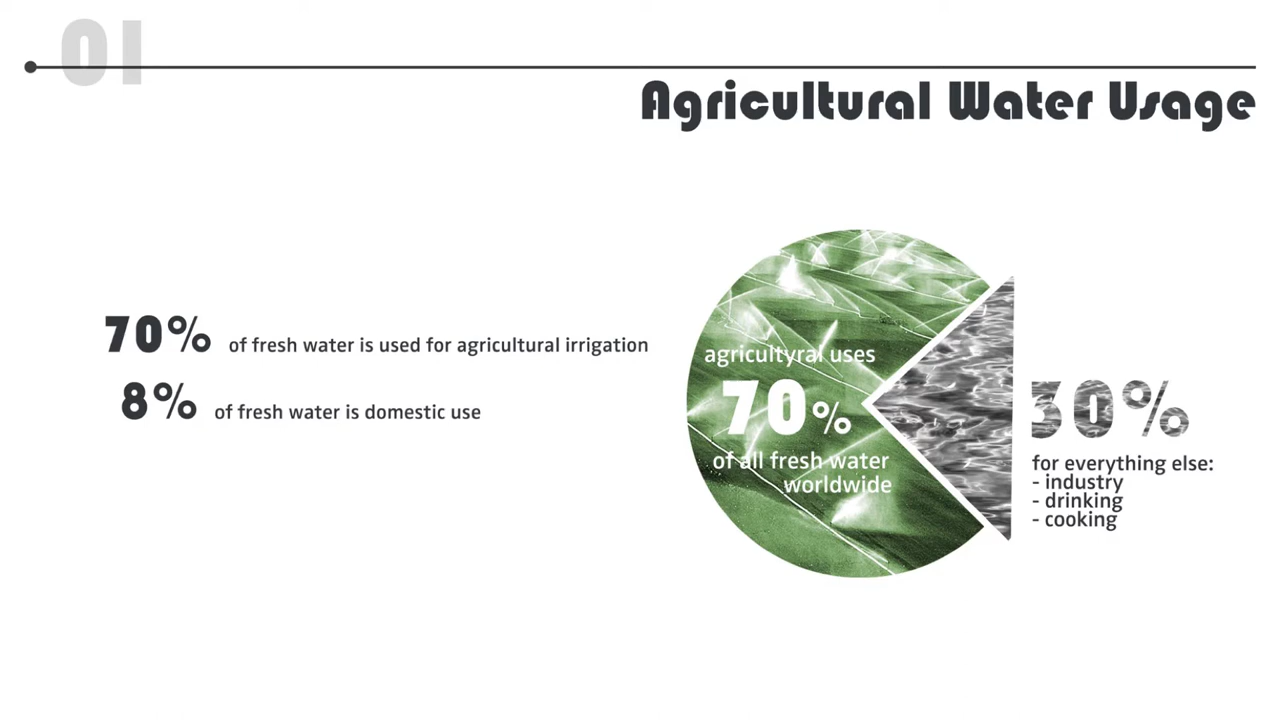 01
Agricultural Water Usage
70% of fresh water is used for agricultural irrigation
8% of fresh water is domestic use
agricultyral uses
70%
of all fresh water
worldwide
30%
for everything else:
- industry
- drinking
- cooking